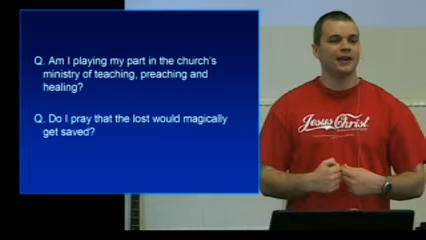 Q. Am I playing my part in the church's
ministry of teaching, preaching and
healing?
Q. Do I pray that the lost would magically
get saved?
Jesus Christ